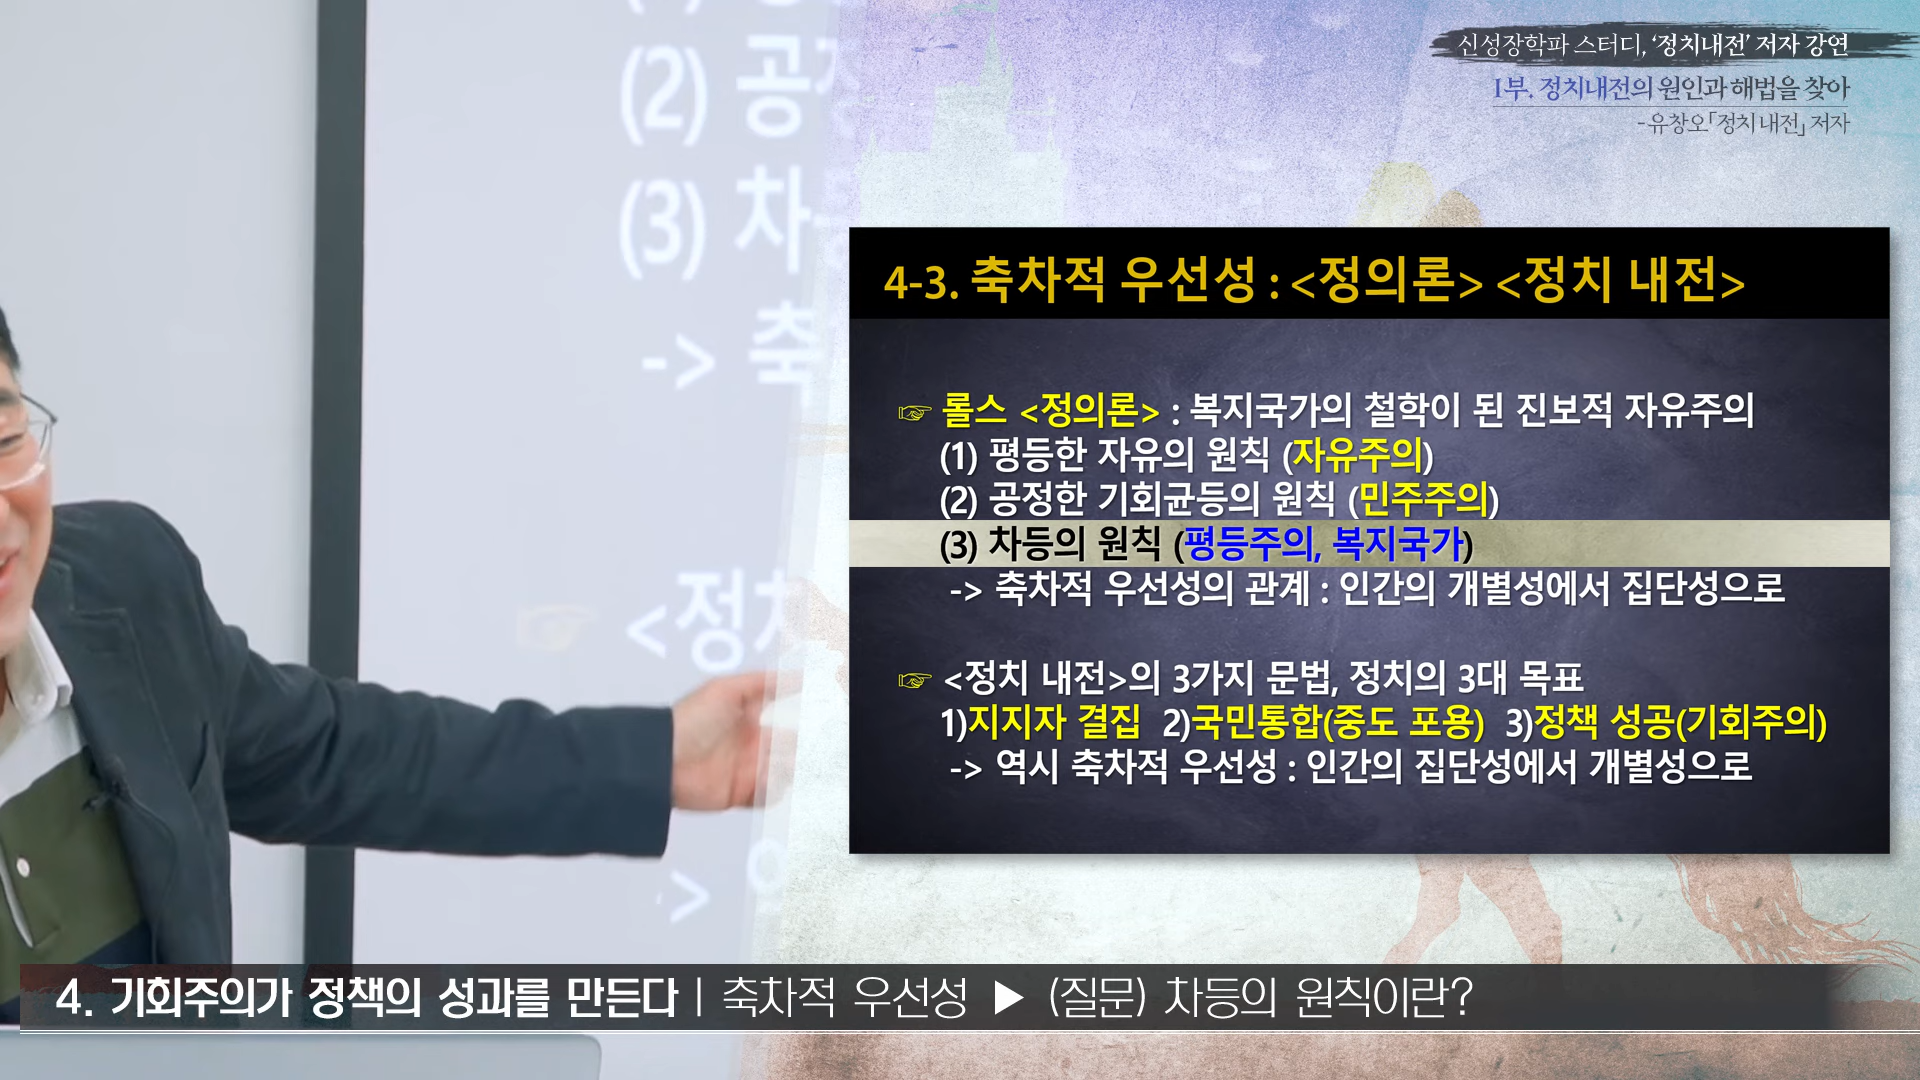 신성장학파 스터디, ‘정치내전’ 저자 강연
1부. 정치내전의 원인과 해법을 찾아
-유창오「정치 내전」 저자
(2) 공
(3) 차
-> 축
<정치
>
4-3. 축차적 우선성 : <정의론> <정치 내전>
☞ 롤스 <정의론> : 복지국가의 철학이 된 진보적 자유주의
(1) 평등한 자유의 원칙 (자유주의)
(2) 공정한 기회균등의 원칙 (민주주의)
(3) 차등의 원칙 (평등주의, 복지국가)
-> 축차적 우선성의 관계 : 인간의 개별성에서 집단성으로
☞ <정치 내전>의 3가지 문법, 정치의 3대 목표
1)지지자 결집 2)국민통합(중도 포용) 3)정책 성공(기회주의)
-> 역시 축차적 우선성 : 인간의 집단성에서 개별성으로
4. 기회주의가 정책의 성과를 만든다 | 축차적 우선성 ▶ (질문) 차등의 원칙이란?